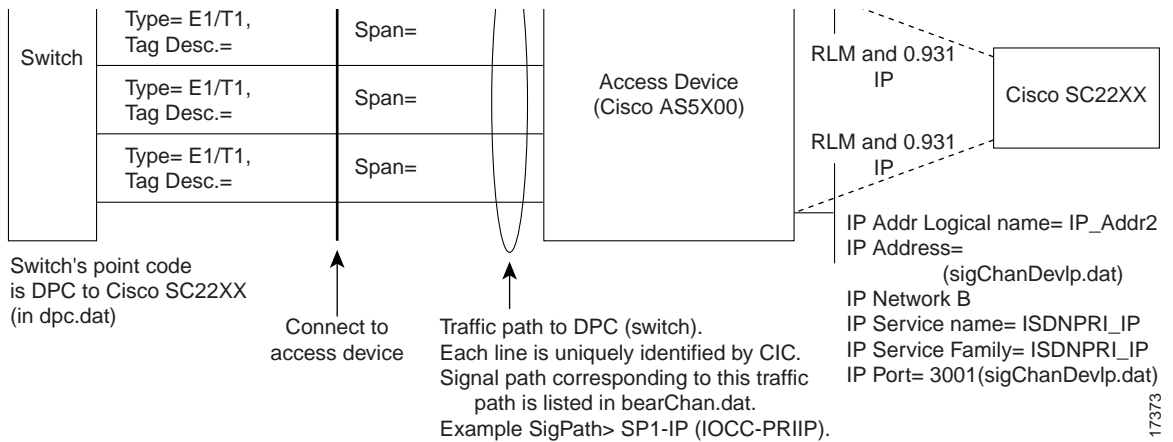 Type= E1/T1,
Tag Desc.=
Span=
Switch
Type= E1/T1,
Tag Desc.=
Span=
Type= E1/T1,
Tag Desc.=
Span=
Access Device
(Cisco AS5X00)
RLM and 0.931
IP
RLM and 0.931
IP
Cisco SC22XX
IP Addr Logical name= IP_Addr2
IP Address=
(sigChanDevIp.dat)
IP Network B
IP Service name= ISDNPRI_IP
IP Service Family= ISDNPRI_IP
IP Port= 3001(sigChanDevIp.dat)
Switch's point code
is DPC to Cisco SC22XX
(in dpc.dat)
Connect to
access device
Traffic path to DPC (switch).
Each line is uniquely identified by CIC.
Signal path corresponding to this traffic
path is listed in bearChan.dat.
Example SigPath> SP1-IP (IOCC-PRIIP).
17373